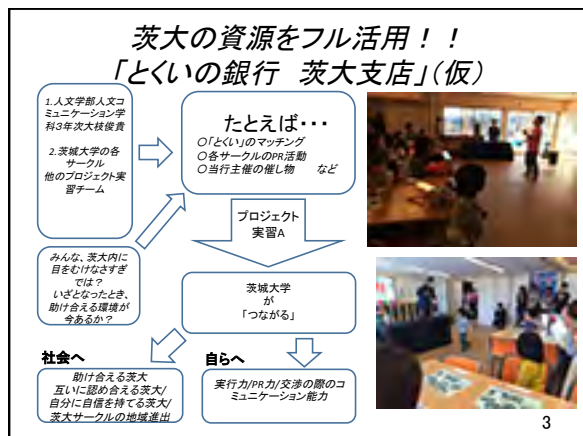 茨大の資源をフル活用！！
「とくいの銀行 茨大支店」(仮)
1.人文学部人文コ
ミュニケーション学
科3年次大枝俊貴
2.茨城大学の各
サークル
他のプロジェクト実
習チーム
たとえば・・・
○「とくい」のマッチング
○各サークルのPR活動
○当行主催の催し物 など
みんな、茨大内に
目をむけなさすぎ
では？
いざとなったとき、
助け合える環境が
今あるか？
プロジェクト
実習A
茨城大学
が
「つながる」
社会へ
助け合える茨大
互いに認め合える茨大/
自分に自信を持てる茨大/
茨大サークルの地域進出
自らへ
実行力/PR力/交渉の際のコ
ミュニケーション能力
3